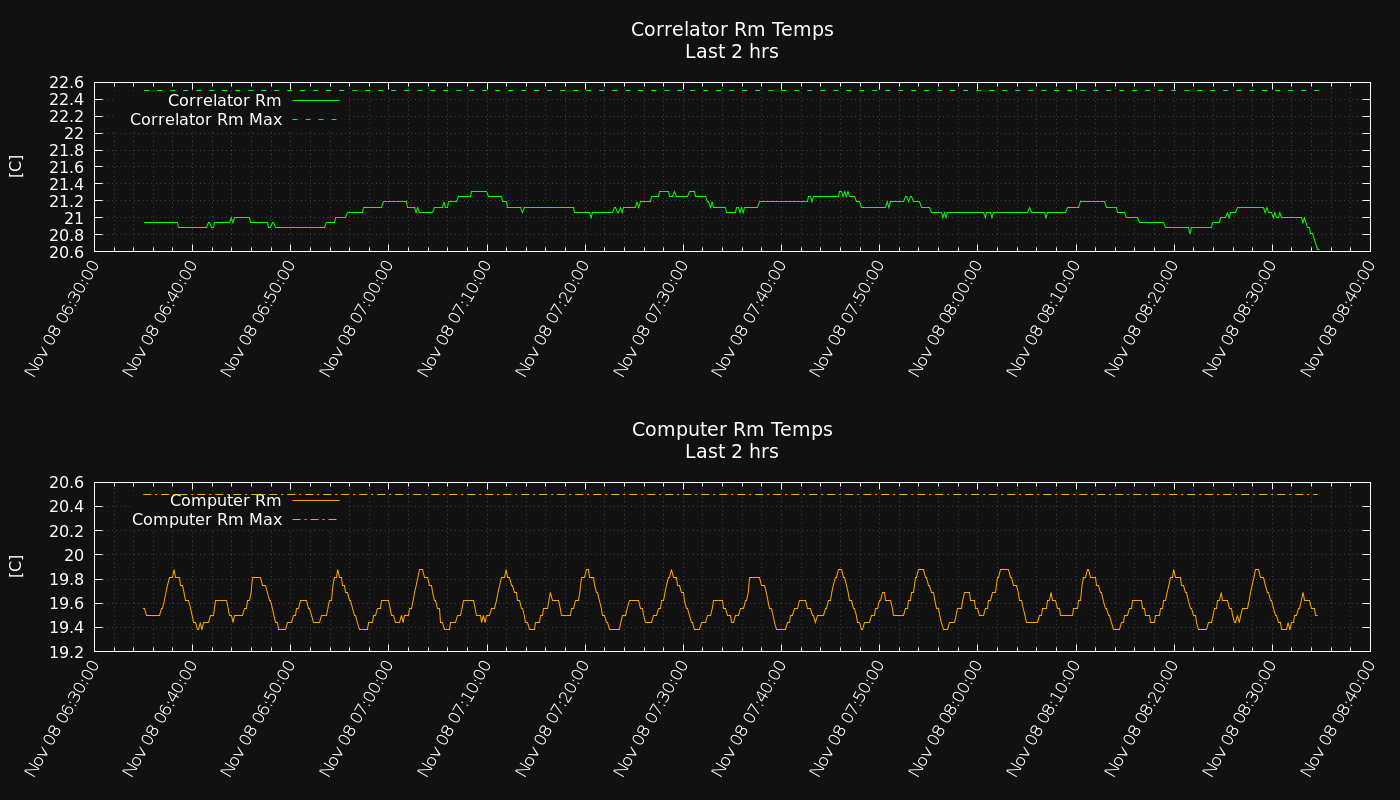 Correlator Rm Temps
Last 2 hrs
[C]
22.6
22.4
22.2
22
21.8
21.6
21.4
21.2
21
20.8
20.6
Correlator Rm
Correlator Rm Max
Nov 08 06:30:00
Nov 08 06:40:00
Nov 08 06:50:00
Nov 08 07:00:00
Nov 08 07:10:00
Nov 08 07:20:00
Nov 08 07:30:00
Nov 08 07:40:00
Nov 08 07:50:00
Nov 08 08:00:00
Nov 08 08:10:00
Nov 08 08:20:00
Nov 08 08:30:00
Nov 08 08:40:00
Computer Rm Temps
Last 2 hrs
[C]
20.6
20.4
20.2
20
19.8
19.6
19.4
19.2
Computer Rm
Computer Rm Max
Nov 08 06:30:00
Nov 08 06:40:00
Nov 08 06:50:00
Nov 08 07:00:00
Nov 08 07:10:00
Nov 08 07:20:00
Nov 08 07:30:00
Nov 08 07:40:00
Nov 08 07:50:00
Nov 08 08:00:00
Nov 08 08:10:00
Nov 08 08:20:00
Nov 08 08:30:00
Nov 08 08:40:00